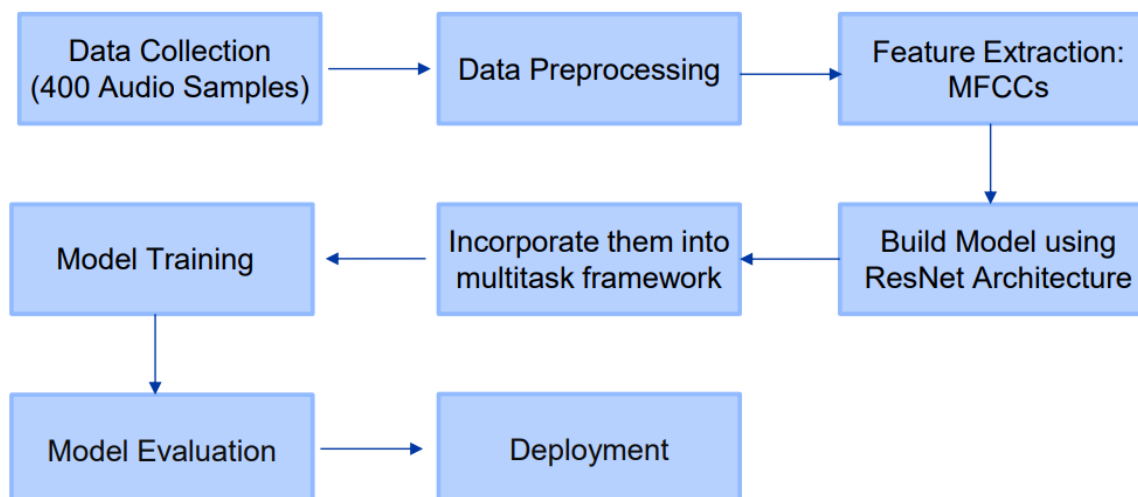 Data Collection
(400 Audio Samples)
Data Preprocessing
Feature Extraction:
MFCCs
Build Model using
ResNet Architecture
Incorporate them into
multitask framework
Model Training
Model Evaluation
Deployment